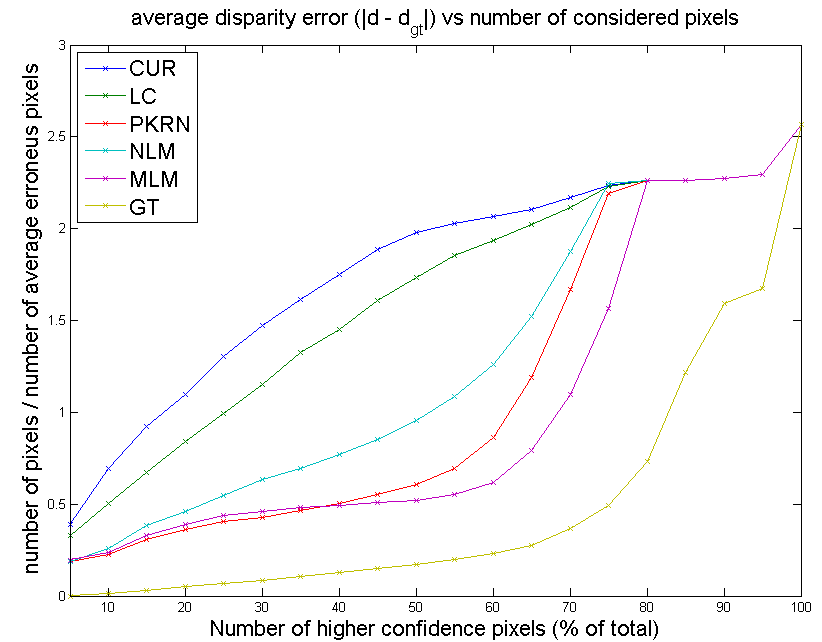 average disparity error (|d - dgt|) vs number of considered pixels
number of pixels / number of average erroneus pixels
3
2.5
2
1.5
1
0.5
0
CUR
LC
PKRN
NLM
MLM
GT
10 20 30 40 50 60 70 80 90 100
Number of higher confidence pixels (% of total)